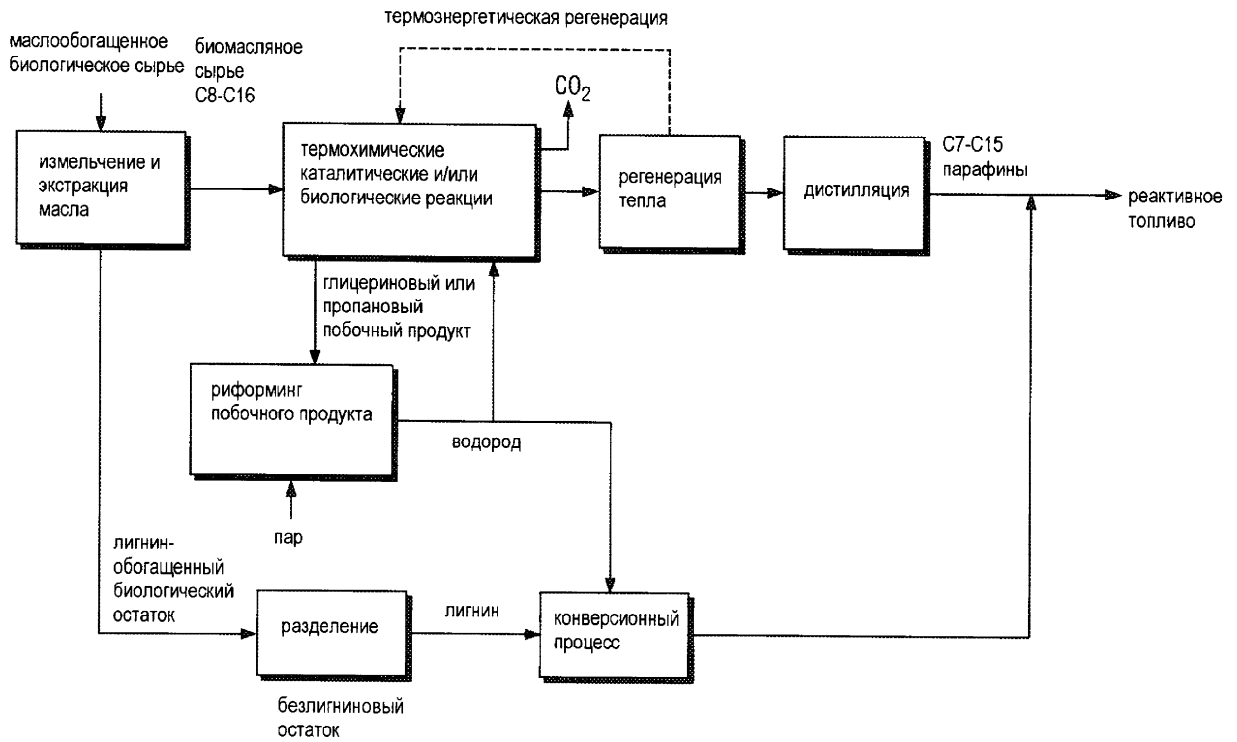 термоэнергетическая регенерация
маслообогащенное
биологическое сырье
биомасляное
сырье
C8-C16
CO2
измельчение и
экстракция
масла
термохимические
каталитические и/или
биологические реакции
регенерация
тепла
дистилляция
C7-C15
парафины
реактивное
топливо
глицериновый или
пропановый
побочный продукт
риформинг
побочного продукта
водород
пар
лигнин-
обогащенный
биологический
остаток
разделение
лигнин
конверсионный
процесс
безлигниновый
остаток